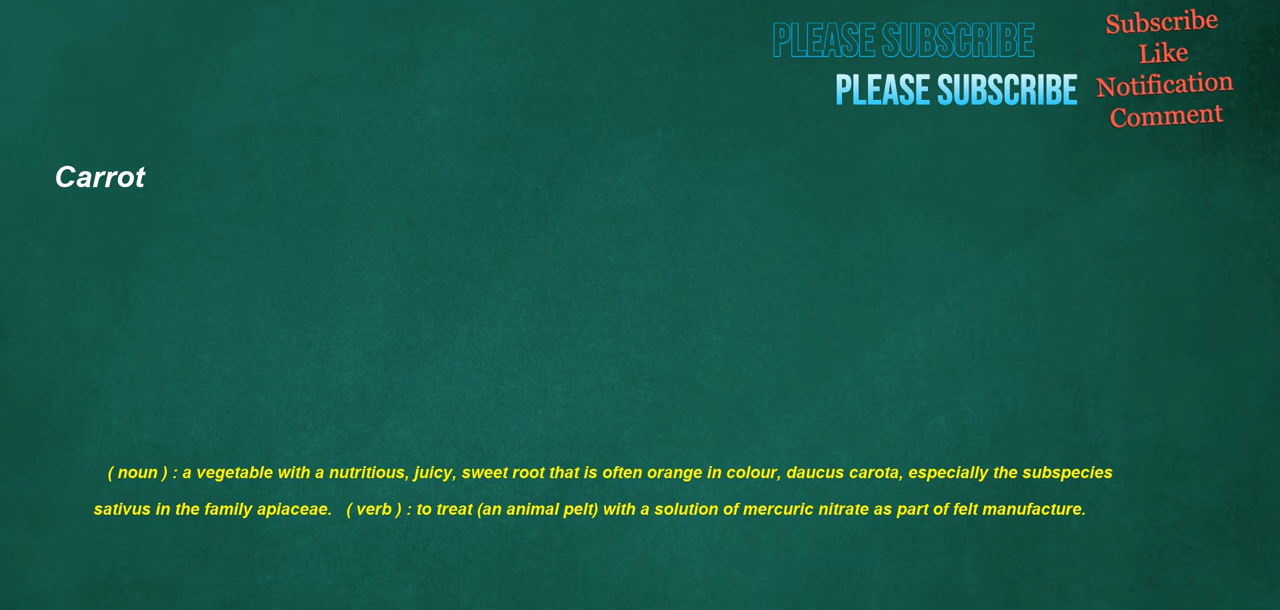 PLEASE SUBSCRIBE
PLEASE SUBSCRIBE
Subscribe
Like
Notification
Comment
Carrot
( noun ) : a vegetable with a nutritious, juicy, sweet root that is often orange in colour, daucus carota, especially the subspecies
sativus in the family apiaceae. ( verb ) : to treat (an animal pelt) with a solution of mercuric nitrate as part of felt manufacture.